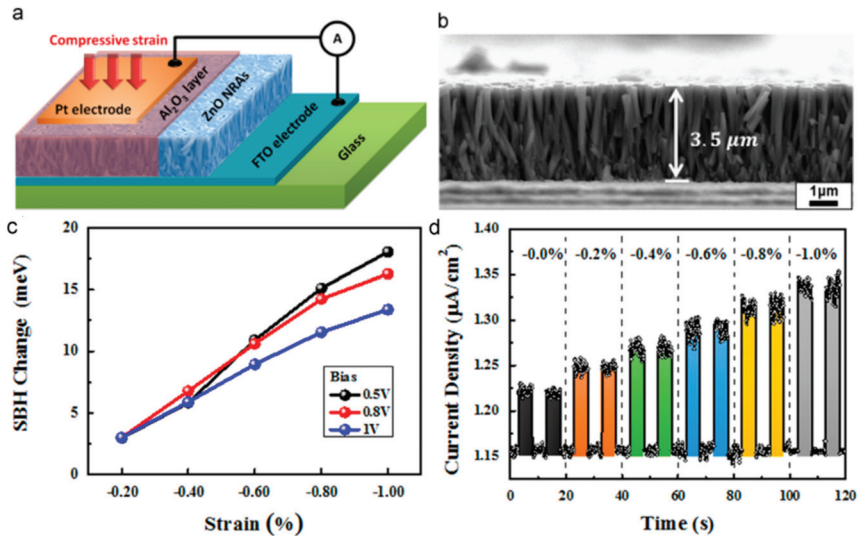 a
Compressive strain
A
Pt electrode
Al₂O₃ layer
ZnO NRAs
FTO electrode
Glass
b
3.5 μm
1μm
c
SBH Change (meV)
20
15
10
5
0
-0.20 -0.40 -0.60 -0.80 -1.00
Strain (%)
Bias
0.5V
0.8V
1V
d
Current Density (μA/cm²)
1.40
1.35
1.30
1.25
1.20
1.15
-0.0% -0.2% -0.4% -0.6% -0.8% -1.0%
0 20 40 60 80 100 120
Time (s)